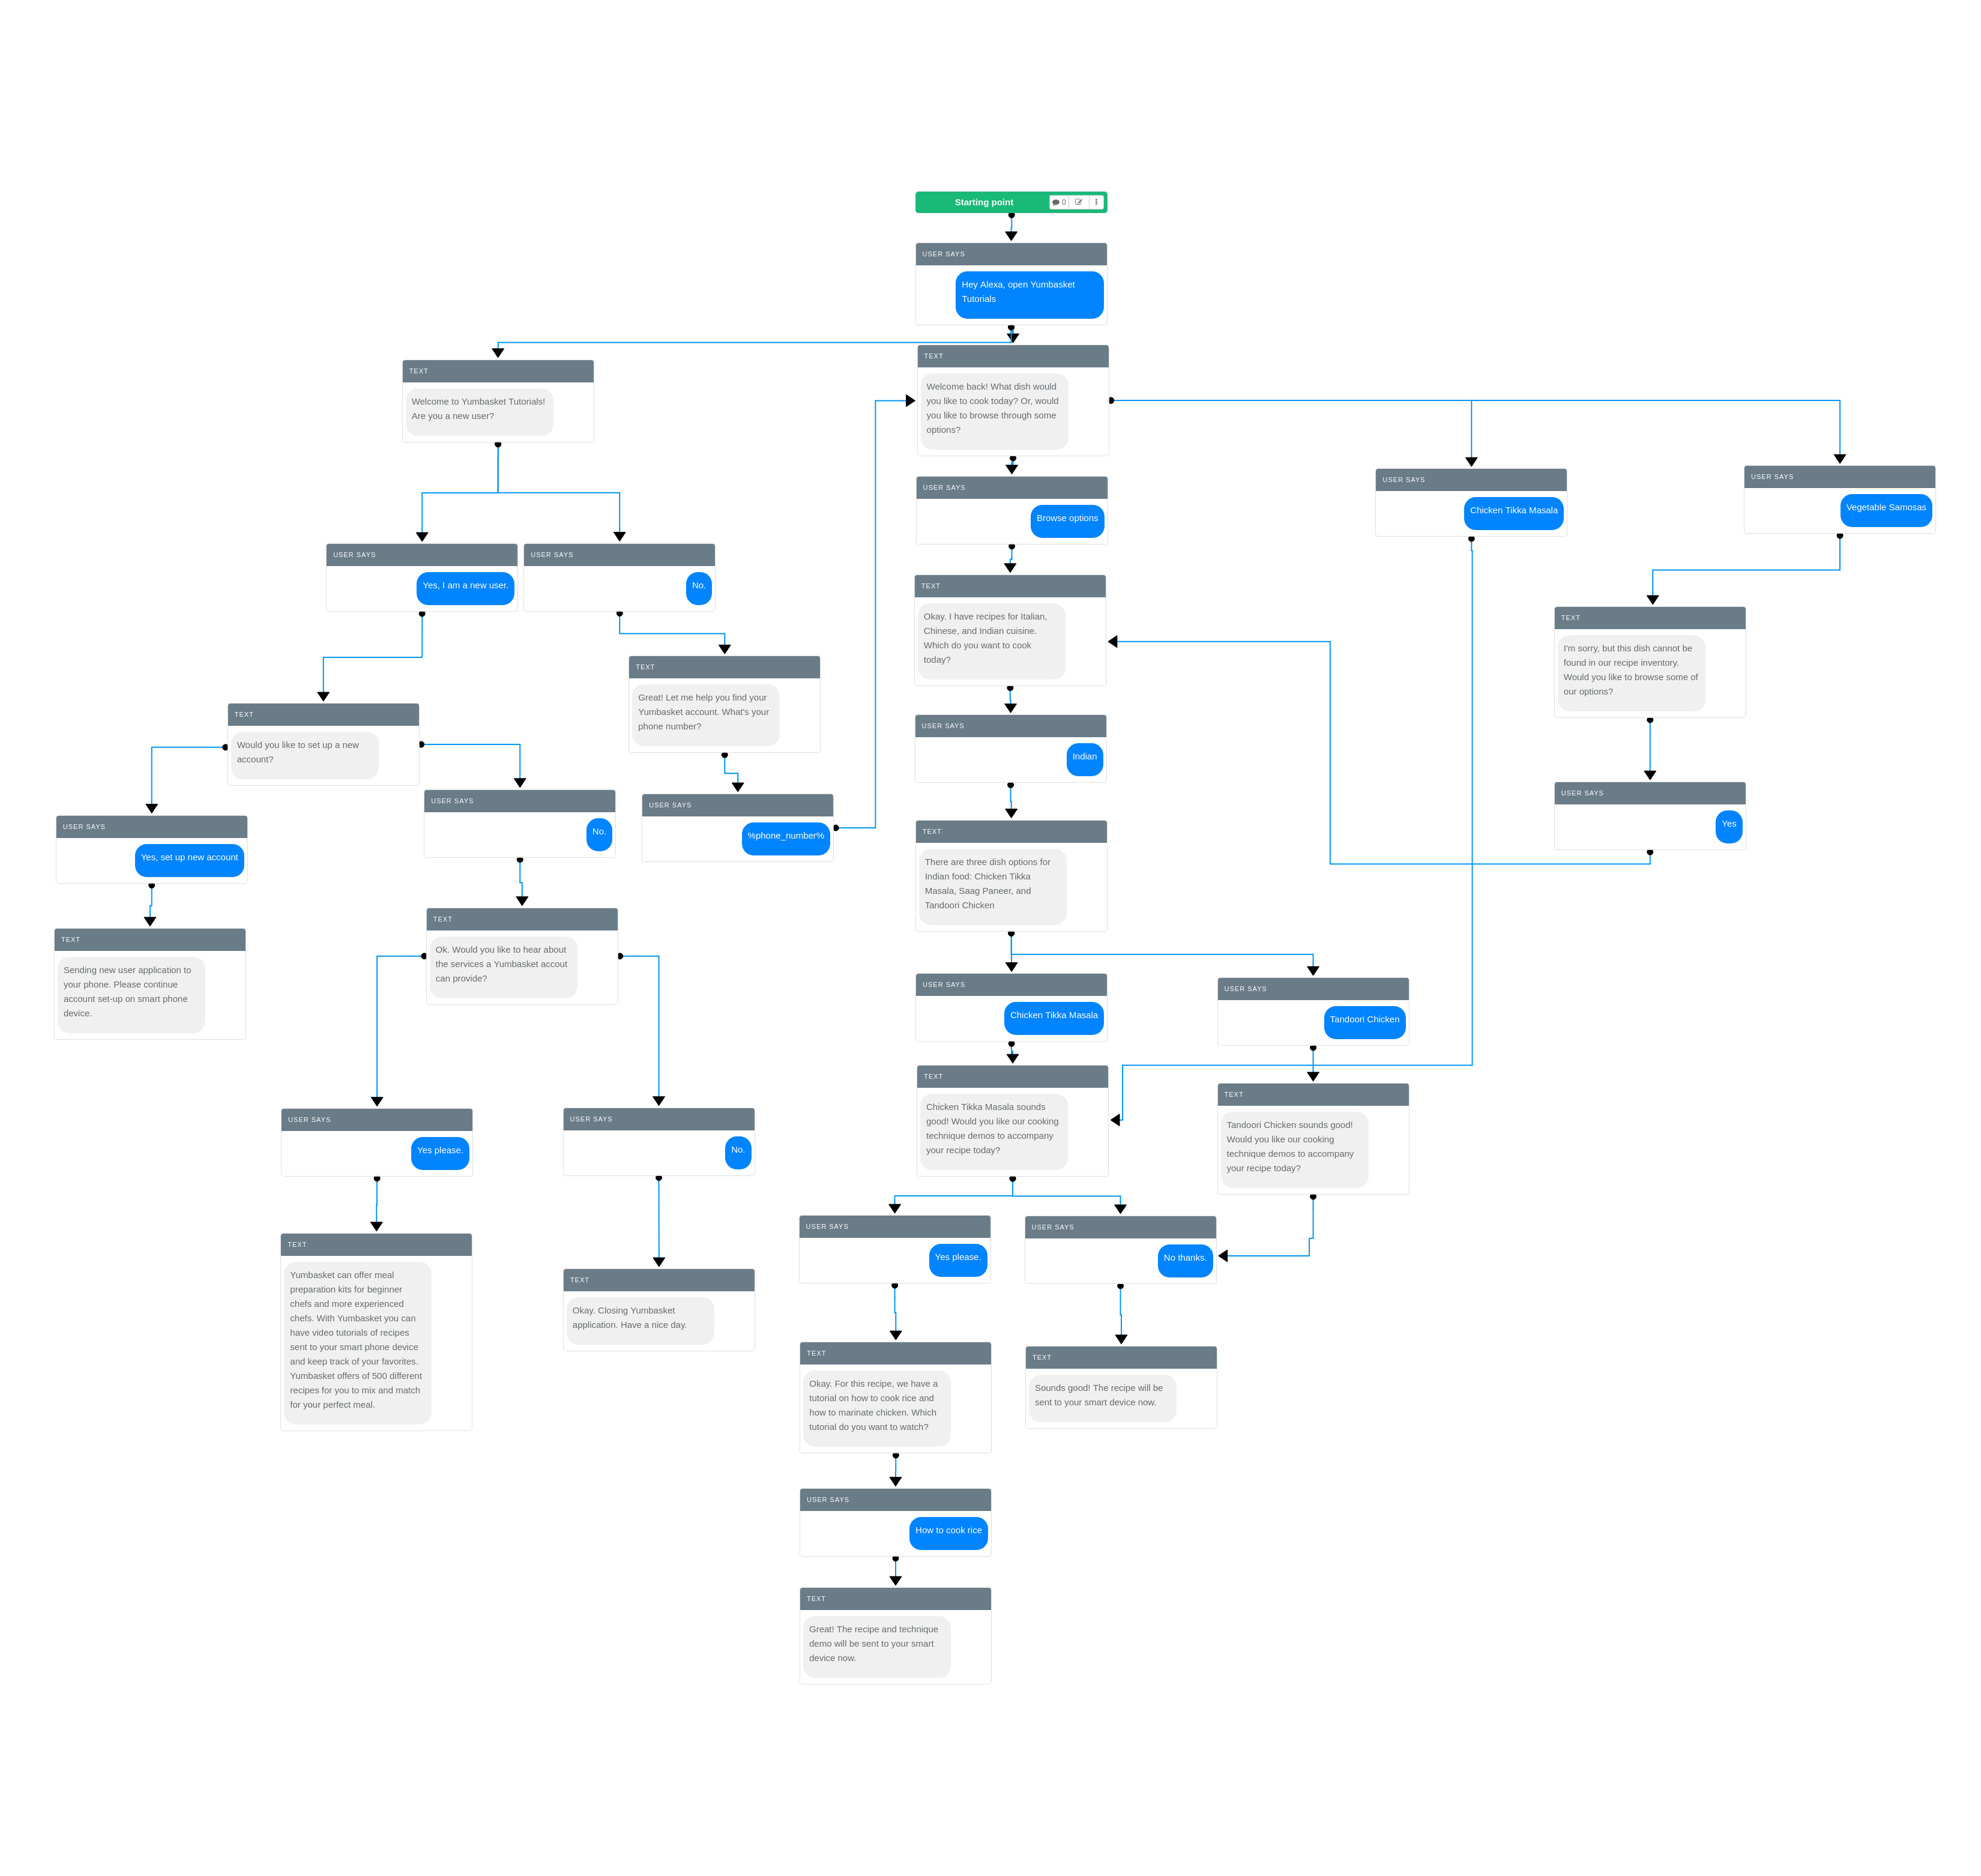 Starting point
0
USER SAYS
Hey Alexa, open Yumbasket
Tutorials
TEXT
Welcome to Yumbasket Tutorials!
Are you a new user?
TEXT
Welcome back! What dish would
you like to cook today? Or, would
you like to browse through some
options?
USER SAYS
Browse options
USER SAYS
Chicken Tikka Masala
USER SAYS
Vegetable Samosas
USER SAYS
Yes, I am a new user.
USER SAYS
No.
TEXT
Okay. I have recipes for Italian,
Chinese, and Indian cuisine.
Which do you want to cook
today?
TEXT
I'm sorry, but this dish cannot be
found in our recipe inventory.
Would you like to browse some of
our options?
TEXT
Great! Let me help you find your
Yumbasket account. What's your
phone number?
TEXT
Would you like to set up a new
account?
USER SAYS
Indian
USER SAYS
Yes
USER SAYS
No.
USER SAYS
%phone_number%
USER SAYS
Yes, set up new account
TEXT
There are three dish options for
Indian food: Chicken Tikka
Masala, Saag Paneer, and
Tandoori Chicken
TEXT
Ok. Would you like to hear about
the services a Yumbasket accout
can provide?
TEXT
Sending new user application to
your phone. Please continue
account set-up on smart phone
device.
USER SAYS
Chicken Tikka Masala
USER SAYS
Tandoori Chicken
TEXT
Chicken Tikka Masala sounds
good! Would you like our cooking
technique demos to accompany
your recipe today?
TEXT
Tandoori Chicken sounds good!
Would you like our cooking
technique demos to accompany
your recipe today?
USER SAYS
Yes please.
USER SAYS
No.
USER SAYS
Yes please.
USER SAYS
No thanks.
TEXT
Yumbasket can offer meal
preparation kits for beginner
chefs and more experienced
chefs. With Yumbasket you can
have video tutorials of recipes
sent to your smart phone device
and keep track of your favorites.
Yumbasket offers of 500 different
recipes for you to mix and match
for your perfect meal.
TEXT
Okay. Closing Yumbasket
application. Have a nice day.
TEXT
Okay. For this recipe, we have a
tutorial on how to cook rice and
how to marinate chicken. Which
tutorial do you want to watch?
TEXT
Sounds good! The recipe will be
sent to your smart device now.
USER SAYS
How to cook rice
TEXT
Great! The recipe and technique
demo will be sent to your smart
device now.